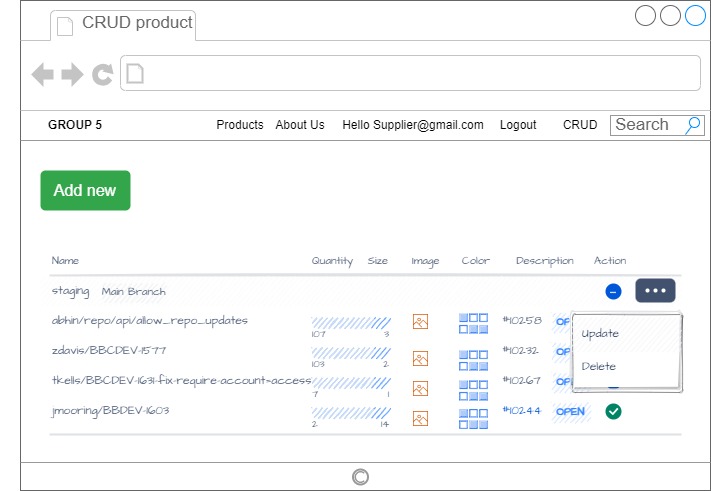 CRUD product
GROUP 5 Products About Us Hello Supplier@gmail.com Logout CRUD Search
Add new
Name Quantity Size Image Color Description Action
staging Main Branch
abhin/repo/api/allow_repo_updates 107 3 #10258 OP
Update
zdavis/BBCDEV-1577 103 2 #10232 OP
Delete
tkells/BBCDEV-1631-fix-require-account-access 7 1 #10267 OP
jmooring/BBDEV-1603 2 14 #10244 OPEN